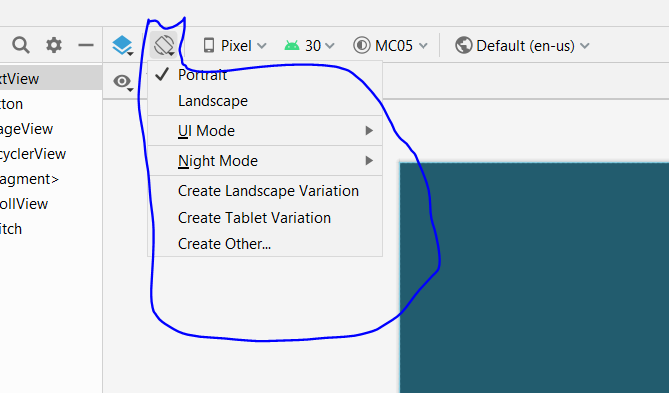 Pixel 30 MC05 Default (en-us)
xtView
Portrait
tton
Landscape
ageView
UI Mode
cyclerView
Night Mode
ragment>
Create Landscape Variation
ollView
Create Tablet Variation
itch
Create Other...